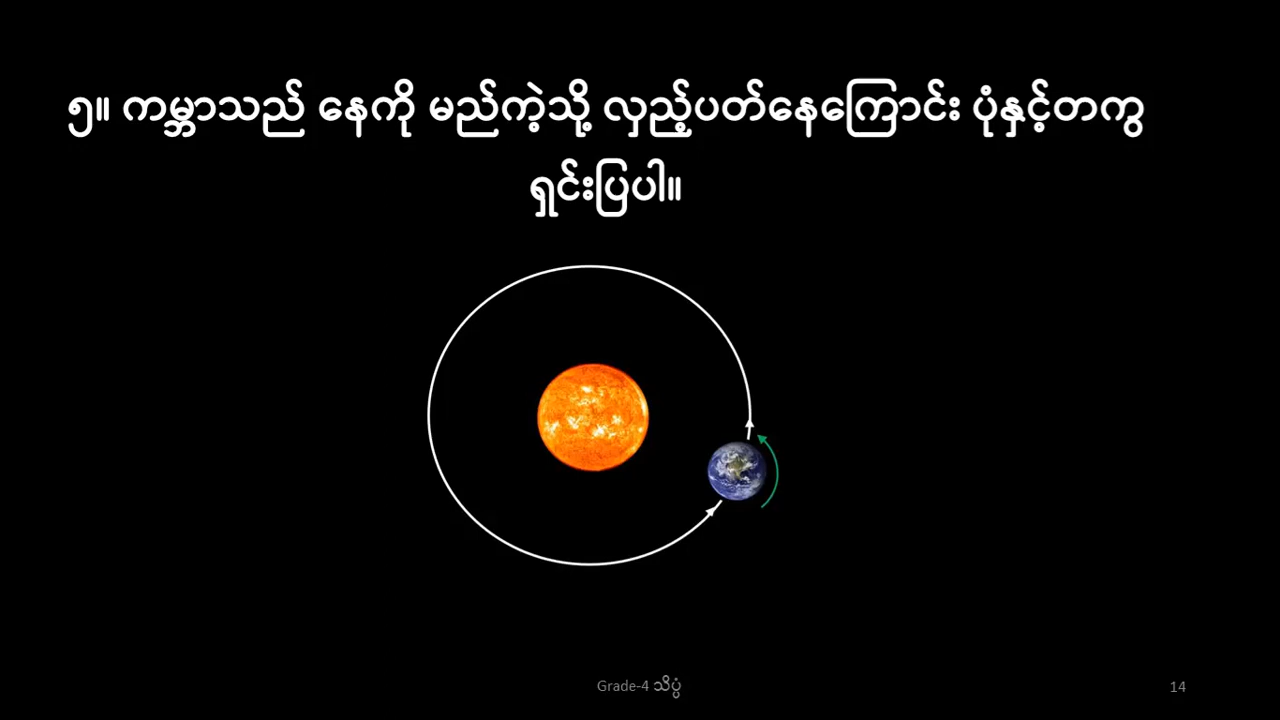 ၅။ ကမ္ဘာသည် နေကို မည်ကဲ့သို့ လှည့်ပတ်နေကြောင်း ပုံနှင့်တကွ
ရှင်းပြပါ။
Grade-4 သိပ္ပံ
14